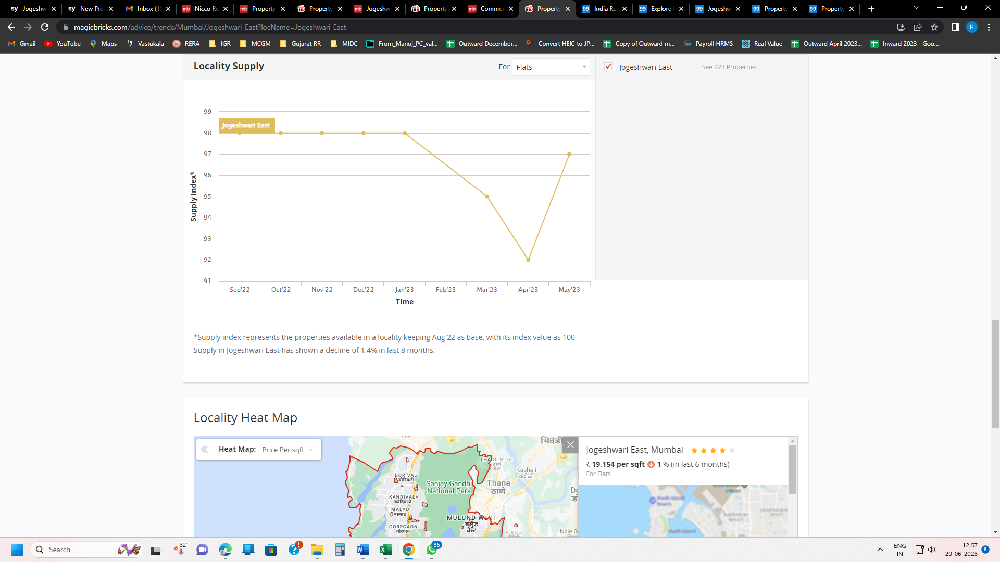 Jogeshw
New Pro
Inbox (1
Nicco Re
Property
Property
Jogeshw
Property
Commer
Property
India Re
Explore
Jogeshw
Property
Property
magicbricks.com/advice/trends/Mumbai/Jogeshwari-East?locName=Jogeshwari-East
P
Gmail
YouTube
Maps
Vastukala
RERA
IGR
MCGM
Gujarat RR
MIDC
From_Manoj_PC_val...
Outward December...
Convert HEIC to JP...
Copy of Outward m...
Payroll HRMS
Real Value
Outward April 2023...
Inward 2023 - Goo...
Locality Supply
For Flats
Jogeshwari East
See 223 Properties
99
98
97
96
95
94
93
92
91
Jogeshwari East
Supply Index*
Sep'22 Oct'22 Nov'22 Dec'22 Jan'23 Feb'23 Mar'23 Apr'23 May'23
Time
*Supply index represents the properties available in a locality keeping Aug'22 as base, with its index value as 100
Supply in Jogeshwari East has shown a decline of 1.4% in last 8 months.
Locality Heat Map
Heat Map: Price Per sqft
48
160
THANE WEST
ठाणे
वेस्ट
Kasheli
कशेळी
BORIVALI
बोरिवली
Sanjay Gandhi
National Park
Thane
ठाणे
KANDIVALI
कांदिवली
MALAD
मालाड
MULUND WEST
मुलुंड
वेस्ट
GOREGAON
गोरेगाव
AIROLI
Nilje G
Jogeshwari East, Mumbai
₹ 19,154 per sqft 1 % (in last 6 months)
For Flats
Madh Island
Beach
Madh Island
Search
32°
35
ENG
IN
12:57
20-06-2023
8